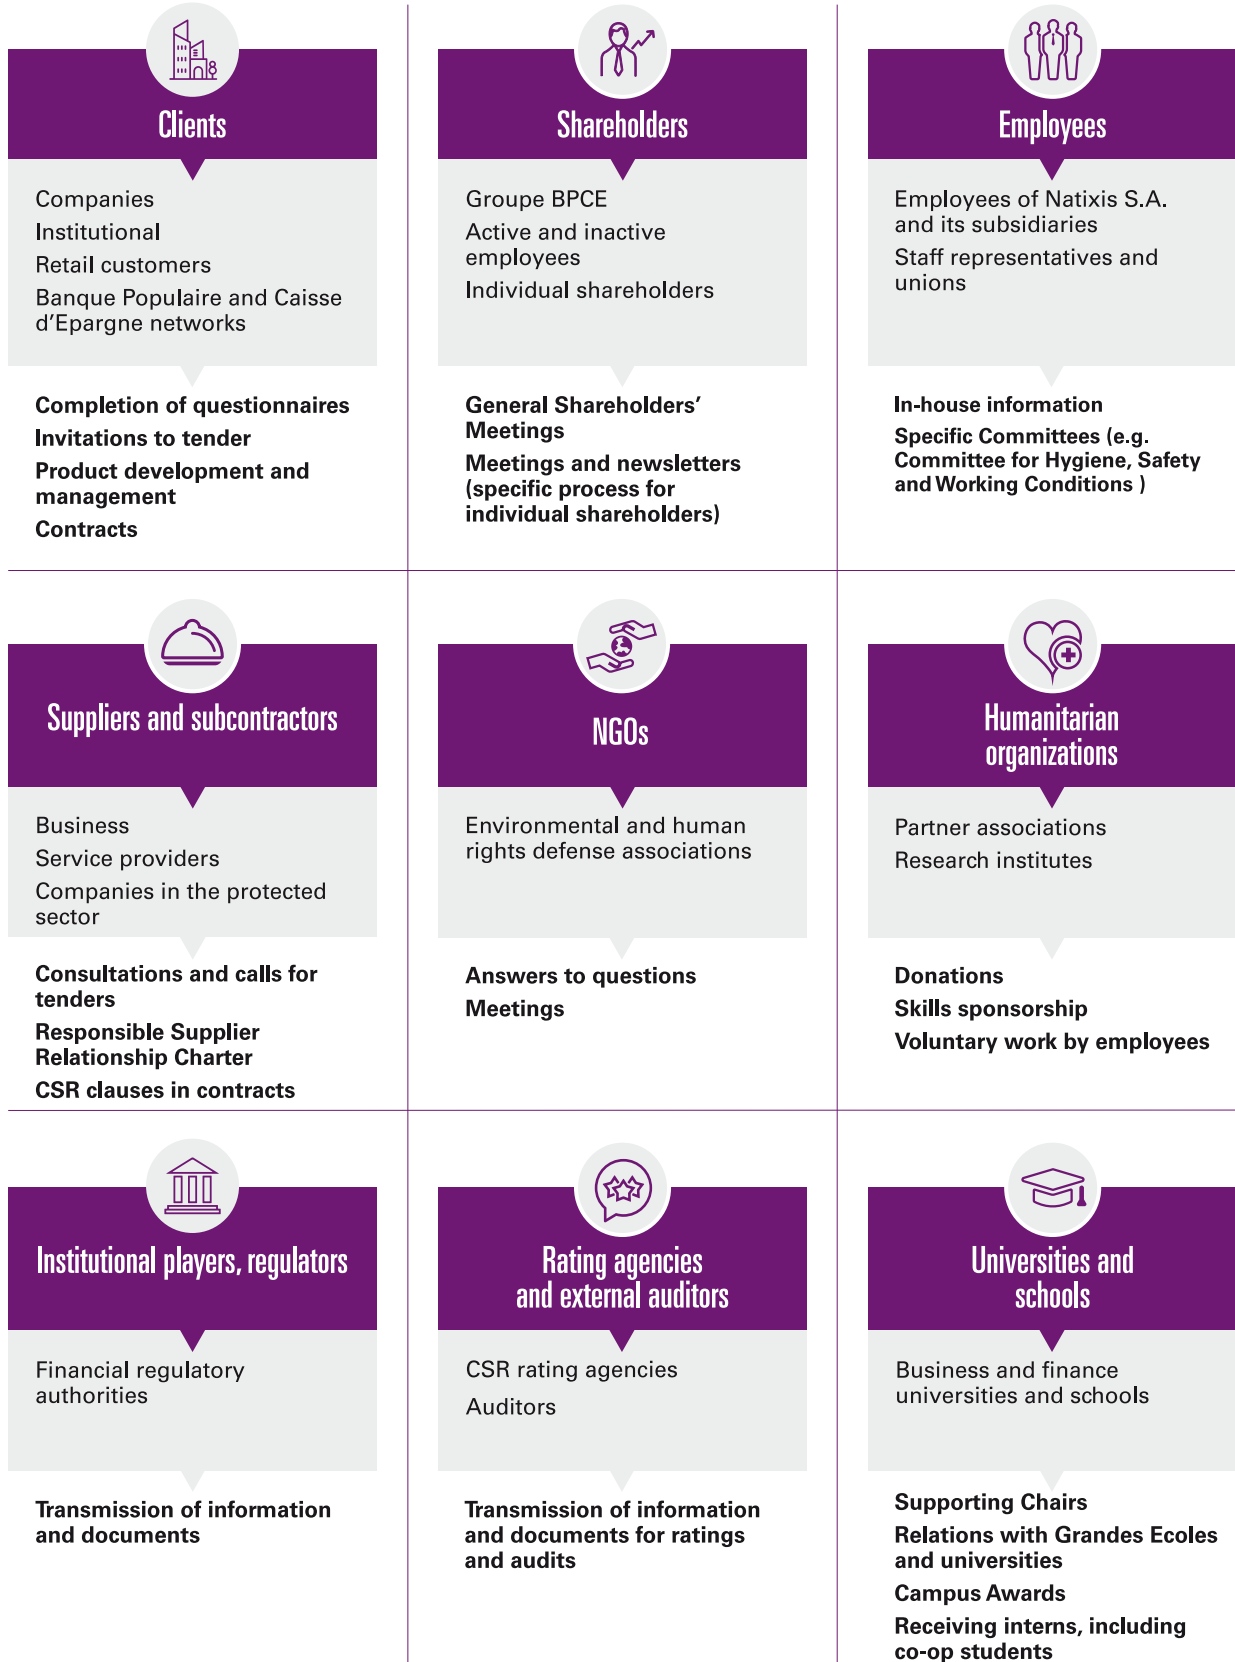 Clients
Companies
Institutional
Retail customers
Banque Populaire and Caisse
d'Epargne networks
Completion of questionnaires
Invitations to tender
Product development and
management
Contracts
Shareholders
Groupe BPCE
Active and inactive
employees
Individual shareholders
General Shareholders'
Meetings
Meetings and newsletters
(specific process for
individual shareholders)
Employees
Employees of Natixis S.A.
and its subsidiaries
Staff representatives and
unions
In-house information
Specific Committees (e.g.
Committee for Hygiene, Safety
and Working Conditions )
Suppliers and subcontractors
Business
Service providers
Companies in the protected
sector
Consultations and calls for
tenders
Responsible Supplier
Relationship Charter
CSR clauses in contracts
NGOs
Environmental and human
rights defense associations
Answers to questions
Meetings
Humanitarian
organizations
Partner associations
Research institutes
Donations
Skills sponsorship
Voluntary work by employees
Institutional players, regulators
Financial regulatory
authorities
Transmission of information
and documents
Rating agencies
and external auditors
CSR rating agencies
Auditors
Transmission of information
and documents for ratings
and audits
Universities and
schools
Business and finance
universities and schools
Supporting Chairs
Relations with Grandes Ecoles
and universities
Campus Awards
Receiving interns, including
co-op students